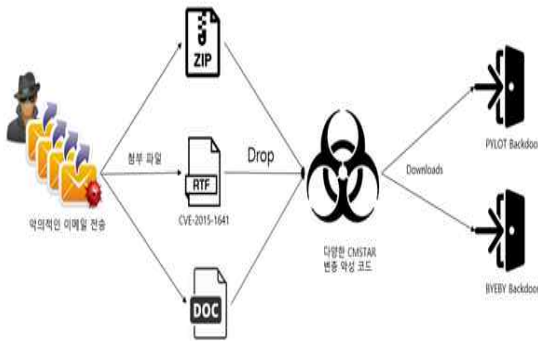 ZIP
첨부 파일
Drop
RTF
CVE-2015-1641
Downloads
악의적인 이메일 전송
다양한 CMSTAR
변종 악성 코드
PYLOT Backdoor
BYEBY Backdoor
DOC